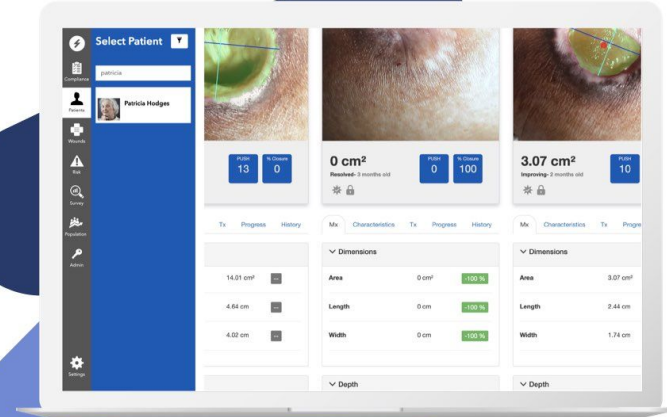 Select Patient
patricia
Patricia Hodges
Compliance
Patients
Wounds
Risk
Survey
Population
Admin
Settings
PUSH
13
% Closure
0
Tx Progress History
14.01 cm² --
4.64 cm --
4.02 cm --
0 cm²
Resolved- 3 months old
PUSH
0
% Closure
100
Mx Characteristics Tx Progress History
Dimensions
Area 0 cm² -100 %
Length 0 cm -100 %
Width 0 cm -100 %
Depth
3.07 cm²
Improving- 2 months old
PUSH
10
Mx Characteristics Tx Progre
Dimensions
Area 3.07 cm²
Length 2.44 cm
Width 1.74 cm
Depth